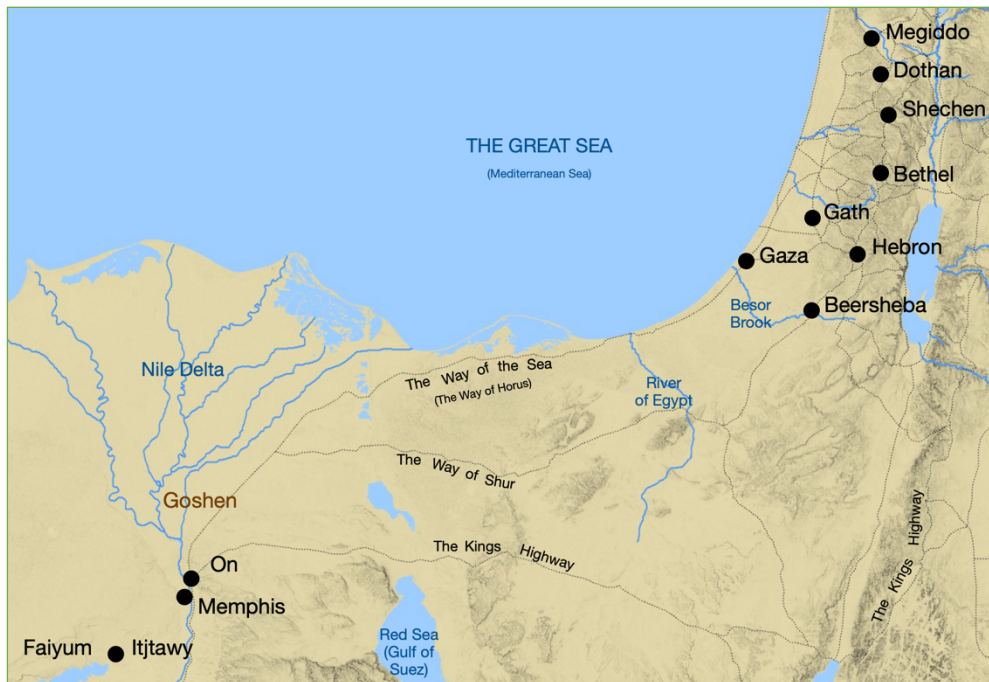 Megiddo
Dothan
Shechen
THE GREAT SEA
(Mediterranean Sea)
Bethel
Gath
Hebron
Gaza
Besor
Brook
Beersheba
Nile Delta
The Way of the Sea
(The Way of Horus)
River
of Egypt
The Way of Shur
Goshen
The Kings Highway
The Kings Highway
On
Memphis
Faiyum
Itjtawy
Red Sea
(Gulf of
Suez)